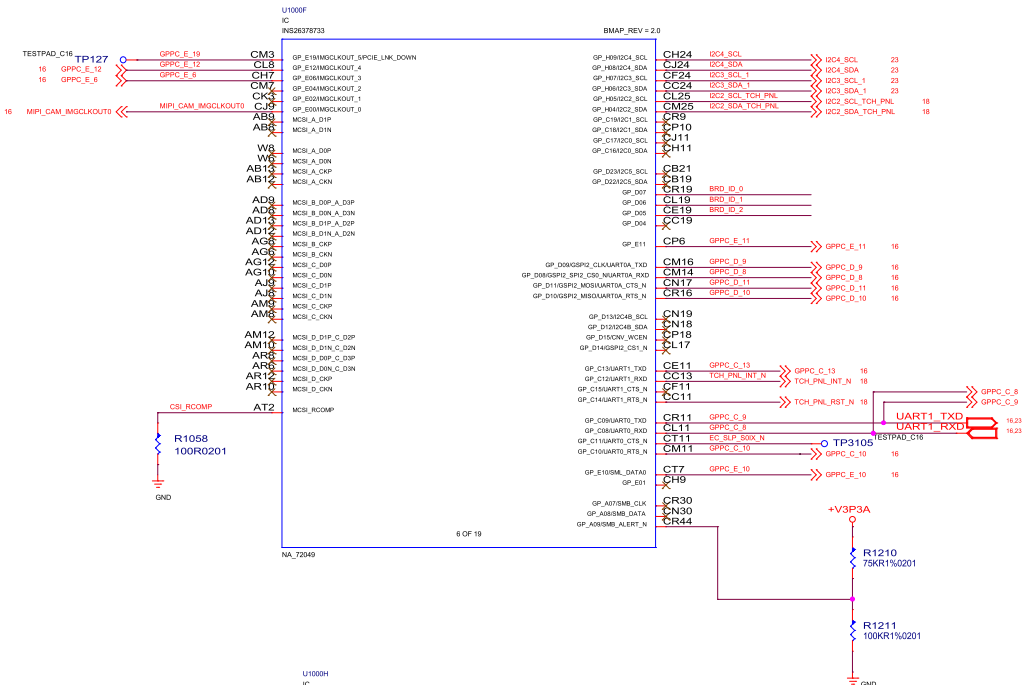 U1000F
IC
INS26378733
BMAP_REV = 2.0
TESTPAD_C16
TP127
GPPC_E_19
CM3
GP_E19/IMGCLKOUT_5/PCIE_LNK_DOWN
16 GPPC_E_12
GPPC_E_12
CL8
GP_E12/IMGCLKOUT_4
16 GPPC_E_6
GPPC_E_6
CH7
GP_E06/IMGCLKOUT_3
CM7
GP_E04/IMGCLKOUT_2
CK3
GP_E02/IMGCLKOUT_1
16 MIPI_CAM_IMGCLKOUT0
MIPI_CAM_IMGCLKOUT0
CJ9
GP_E00/IMGCLKOUT_0
AB9
MCSI_A_D1P
AB8
MCSI_A_D1N
W8
MCSI_A_D0P
W6
MCSI_A_D0N
AB13
MCSI_A_CKP
AB12
MCSI_A_CKN
AD9
MCSI_B_D0P_A_D3P
AD8
MCSI_B_D0N_A_D3N
AD13
MCSI_B_D1P_A_D2P
AD12
MCSI_B_D1N_A_D2N
AG8
MCSI_B_CKP
AG6
MCSI_B_CKN
AG12
MCSI_C_D0P
AG10
MCSI_C_D0N
AJ9
MCSI_C_D1P
AJ8
MCSI_C_D1N
AM9
MCSI_C_CKP
AM8
MCSI_C_CKN
AM12
MCSI_D_D1P_C_D2P
AM10
MCSI_D_D1N_C_D2N
AR8
MCSI_D_D0P_C_D3P
AR6
MCSI_D_D0N_C_D3N
AR12
MCSI_D_CKP
AR10
MCSI_D_CKN
CSI_RCOMP
AT2
MCSI_RCOMP
R1058
100R0201
GND
GP_H09/I2C4_SCL CH24 I2C4_SCL I2C4_SCL 23
GP_H08/I2C4_SDA CJ24 I2C4_SDA I2C4_SDA 23
GP_H07/I2C3_SCL CF24 I2C3_SCL_1 I2C3_SCL_1 23
GP_H06/I2C3_SDA CC24 I2C3_SDA_1 I2C3_SDA_1 23
GP_H05/I2C2_SCL CL25 I2C2_SCL_TCH_PNL I2C2_SCL_TCH_PNL 18
GP_H04/I2C2_SDA CM25 I2C2_SDA_TCH_PNL I2C2_SDA_TCH_PNL 18
GP_C19/I2C1_SCL CR9
GP_C18/I2C1_SDA CP10
GP_C17/I2C0_SCL CJ11
GP_C16/I2C0_SDA CH11
GP_D23/I2C5_SCL CB21
GP_D22/I2C5_SDA CB19
GP_D07 CR19 BRD_ID_0
GP_D06 CL19 BRD_ID_1
GP_D05 CE19 BRD_ID_2
GP_D04 CC19
GP_E11 CP6 GPPC_E_11 GPPC_E_11 16
GP_D09/GSPI2_CLK/UART0A_TXD CM16 GPPC_D_9 GPPC_D_9 16
GP_D08/GSPI2_SPI2_CS0_N/UART0A_RXD CM14 GPPC_D_8 GPPC_D_8 16
GP_D11/GSPI2_MOSI/UART0A_CTS_N CN17 GPPC_D_11 GPPC_D_11 16
GP_D10/GSPI2_MISO/UART0A_RTS_N CR16 GPPC_D_10 GPPC_D_10 16
GP_D13/I2C4B_SCL CN19
GP_D12/I2C4B_SDA CN18
GP_D15/CNV_WCEN CP18
GP_D14/GSPI2_CS1_N CL17
GP_C13/UART1_TXD CE11 GPPC_C_13 GPPC_C_13 16
GP_C12/UART1_RXD CC13 TCH_PNL_INT_N TCH_PNL_INT_N 18
GP_C15/UART1_CTS_N CF11
GP_C14/UART1_RTS_N CC11 TCH_PNL_RST_N 18
GPPC_C_8
GPPC_C_9
GP_C09/UART0_TXD CR11 GPPC_C_9 UART1_TXD 16,23
GP_C08/UART0_RXD CL11 GPPC_C_8 UART1_RXD 16,23
GP_C11/UART0_CTS_N CT11 EC_SLP_S0IX_N TP3105 TESTPAD_C16
GP_C10/UART0_RTS_N CM11 GPPC_C_10 GPPC_C_10 16
GP_E10/SML_DATA0 CT7 GPPC_E_10 GPPC_E_10 16
GP_E01 CH9
GP_A07/SMB_CLK CR30
GP_A08/SMB_DATA CN30
GP_A09/SMB_ALERT_N CR44
6 OF 19
NA_72049
+V3P3A
R1210
75KR1%0201
R1211
100KR1%0201
GND
U1000H
IC